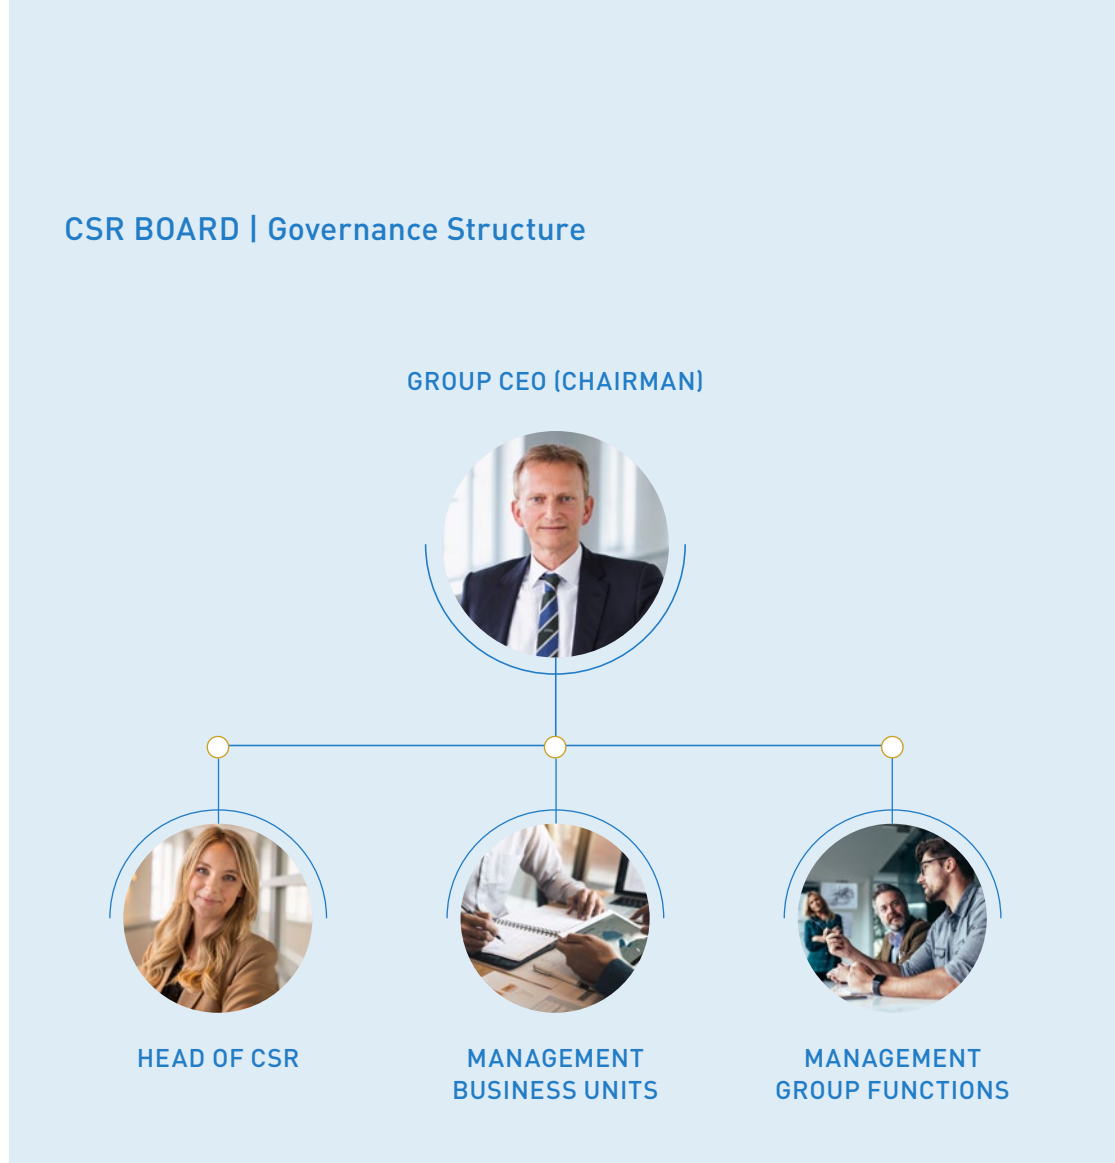 CSR BOARD | Governance Structure
GROUP CEO (CHAIRMAN)
HEAD OF CSR
MANAGEMENT
BUSINESS UNITS
MANAGEMENT
GROUP FUNCTIONS